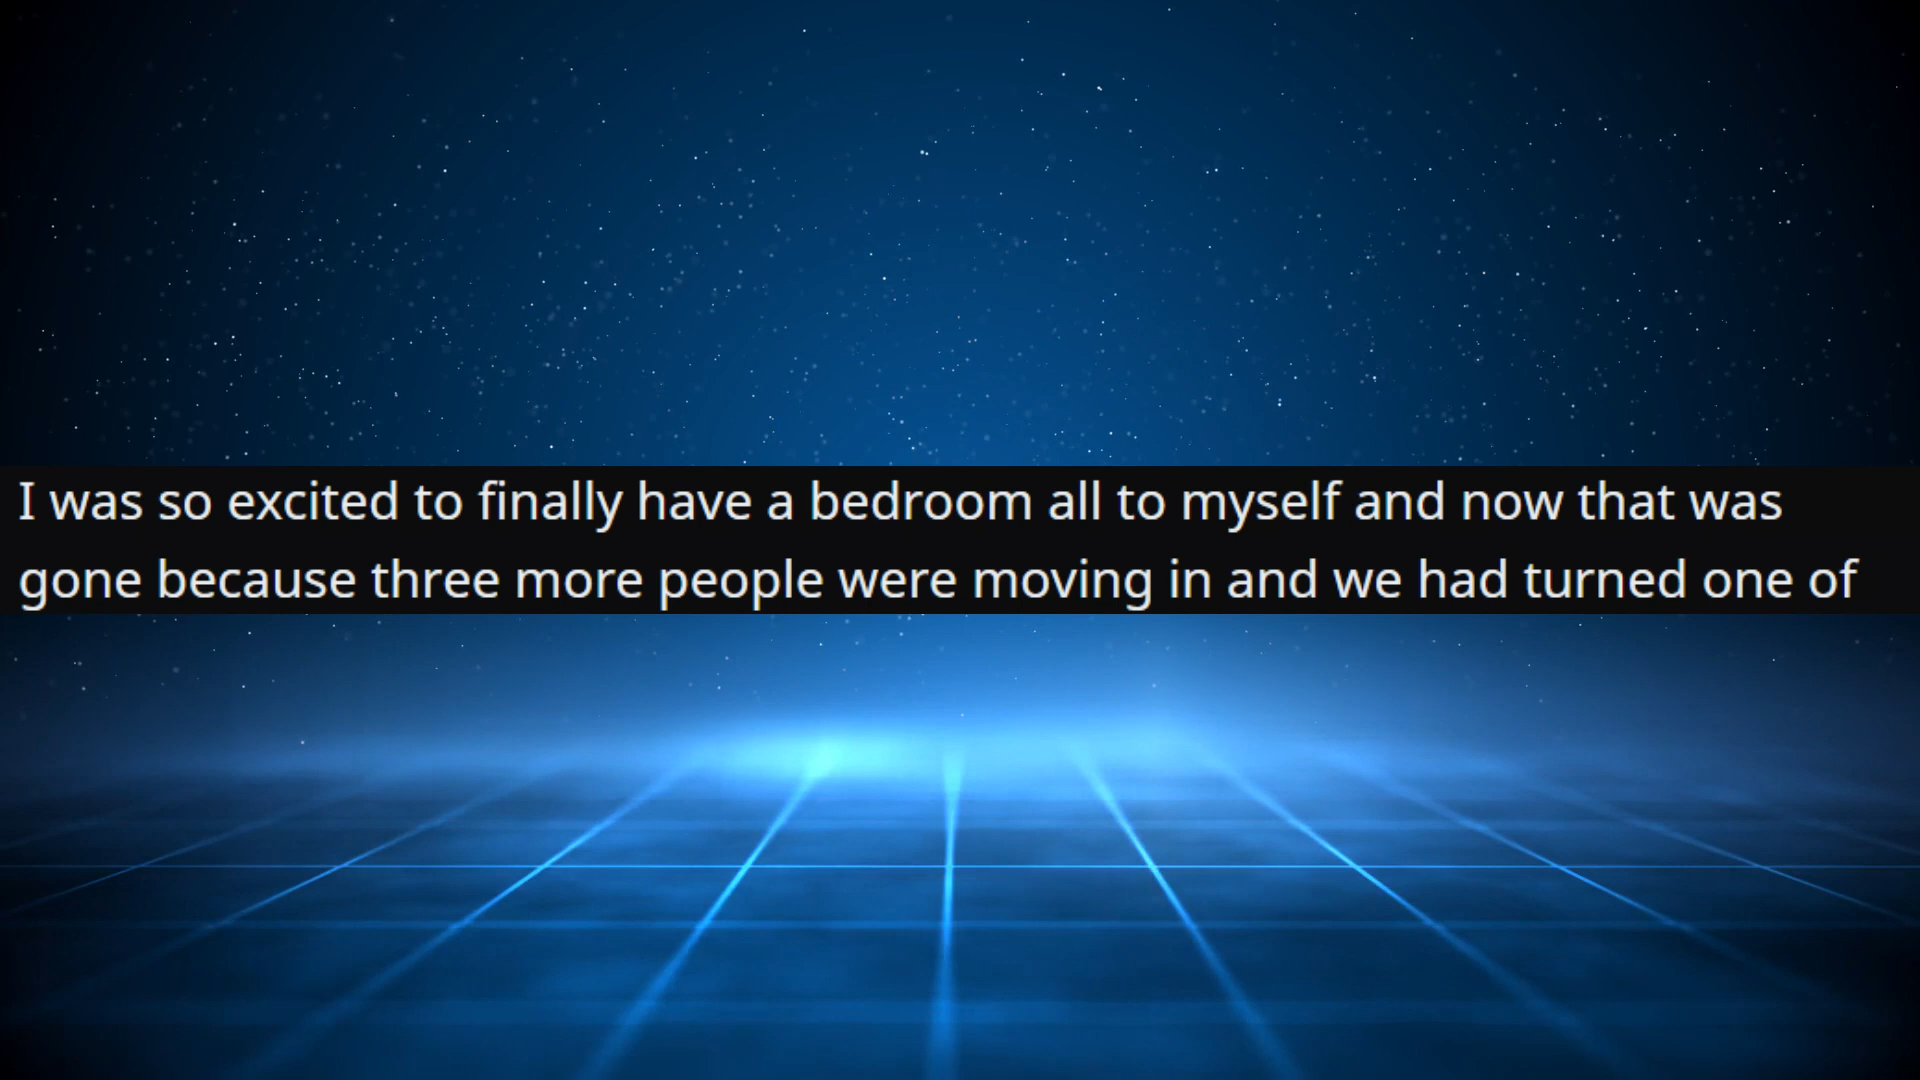 I was so excited to finally have a bedroom all to myself and now that was
gone because three more people were moving in and we had turned one of